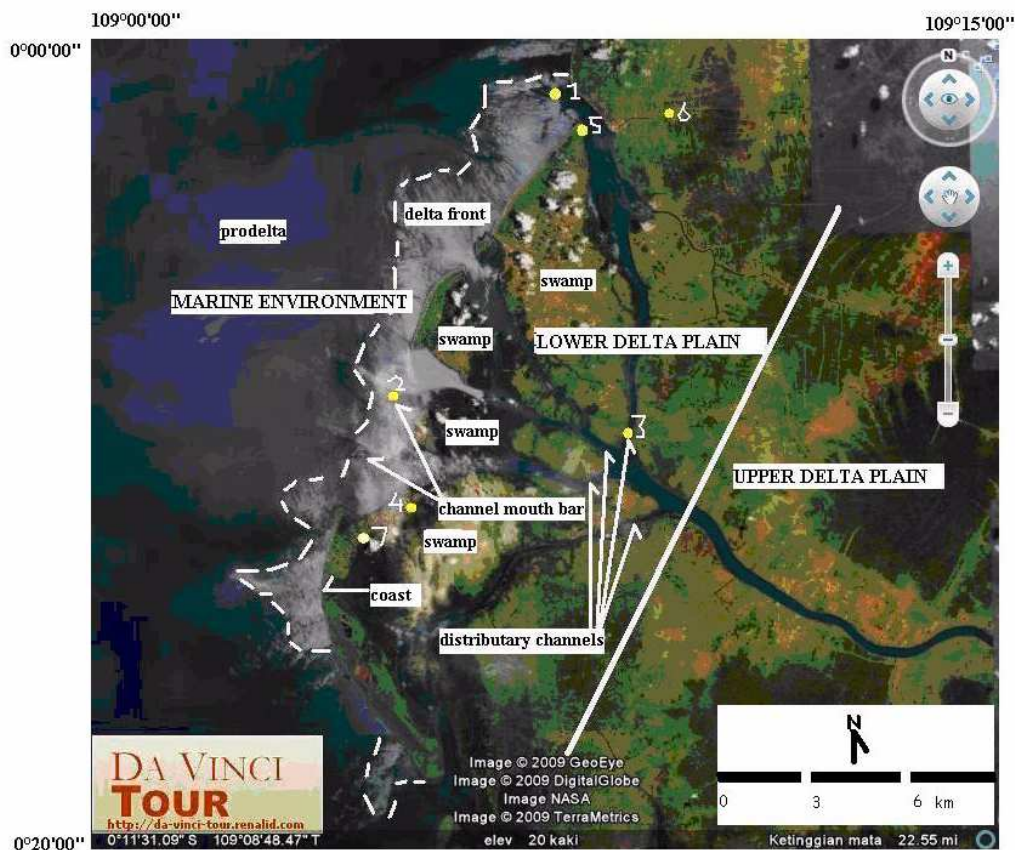 109°00'00"
109°15'00"
0°00'00"
N
1
5
6
delta front
prodelta
swamp
MARINE ENVIRONMENT
swamp
LOWER DELTA PLAIN
2
swamp
3
UPPER DELTA PLAIN
channel mouth bar
4
swamp
7
coast
distributary channels
N
0 3 6 km
DA VINCI
TOUR
http://da-vinci-tour.renalid.com
Image © 2009 GeoEye
Image © 2009 DigitalGlobe
Image NASA
Image © 2009 TerraMetrics
0°20'00"
0°11'31.09" S 109°08'48.47" T elev 20 kaki Ketinggian mata 22.55 mi